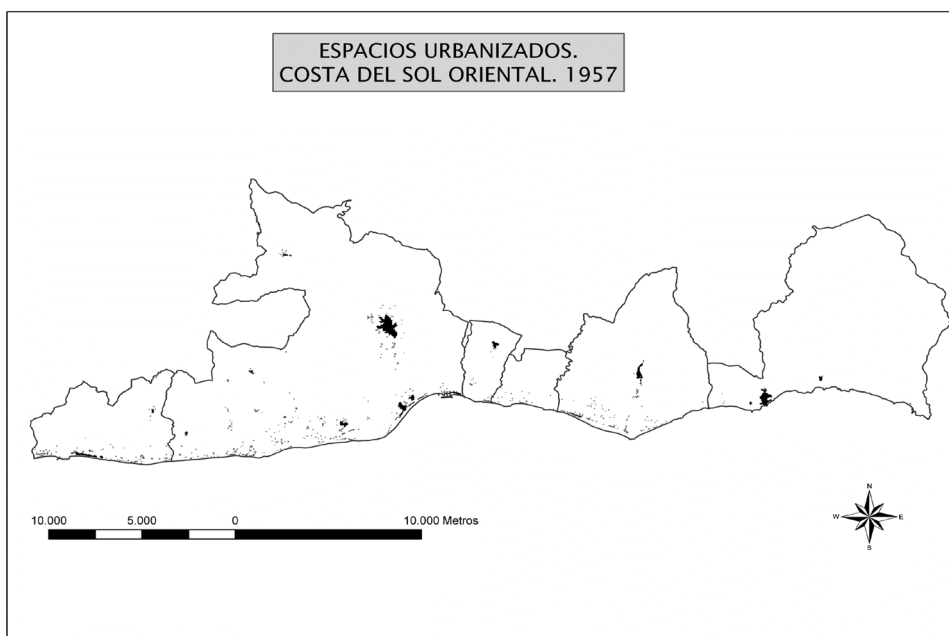 ESPACIOS URBANIZADOS.
COSTA DEL SOL ORIENTAL. 1957
10.000 5.000 0 10.000 Metros
N
W E
S